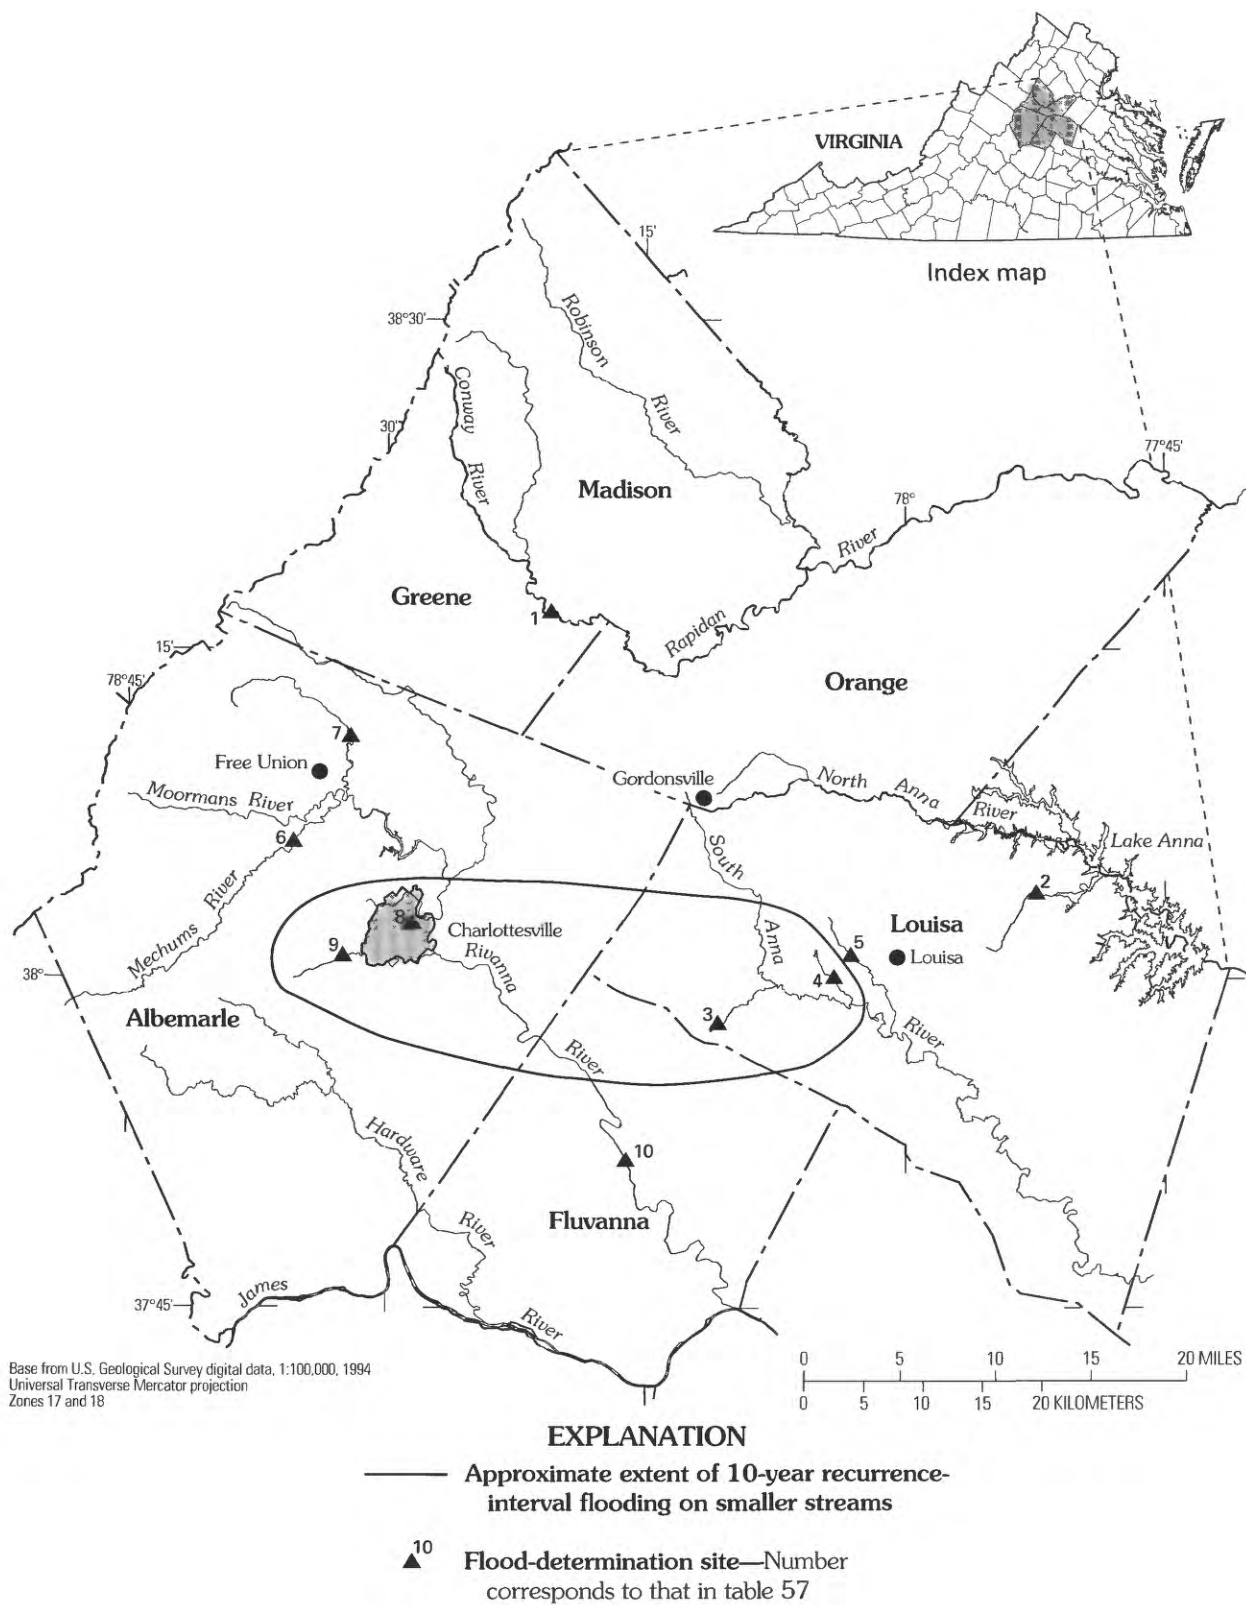 VIRGINIA
Index map
15'
38°30'
Robinson
River
Conway
River
30'
77°45'
78°
Madison
River
Greene
1
Rapidan
15'
78°45'
Orange
7
Free Union
Moormans River
6
Gordonsville
North
Anna
River
Lake Anna
South
Anna
2
Mechums
River
8
Charlottesville
Rivanna
9
Louisa
5
Louisa
4
38°
3
River
Albemarle
River
Hardware
10
Fluvanna
River
James
37°45'
River
Base from U.S. Geological Survey digital data, 1:100,000, 1994
Universal Transverse Mercator projection
Zones 17 and 18
0 5 10 15 20 MILES
0 5 10 15 20 KILOMETERS
EXPLANATION
Approximate extent of 10-year recurrence-
interval flooding on smaller streams
10
Flood-determination site—Number
corresponds to that in table 57